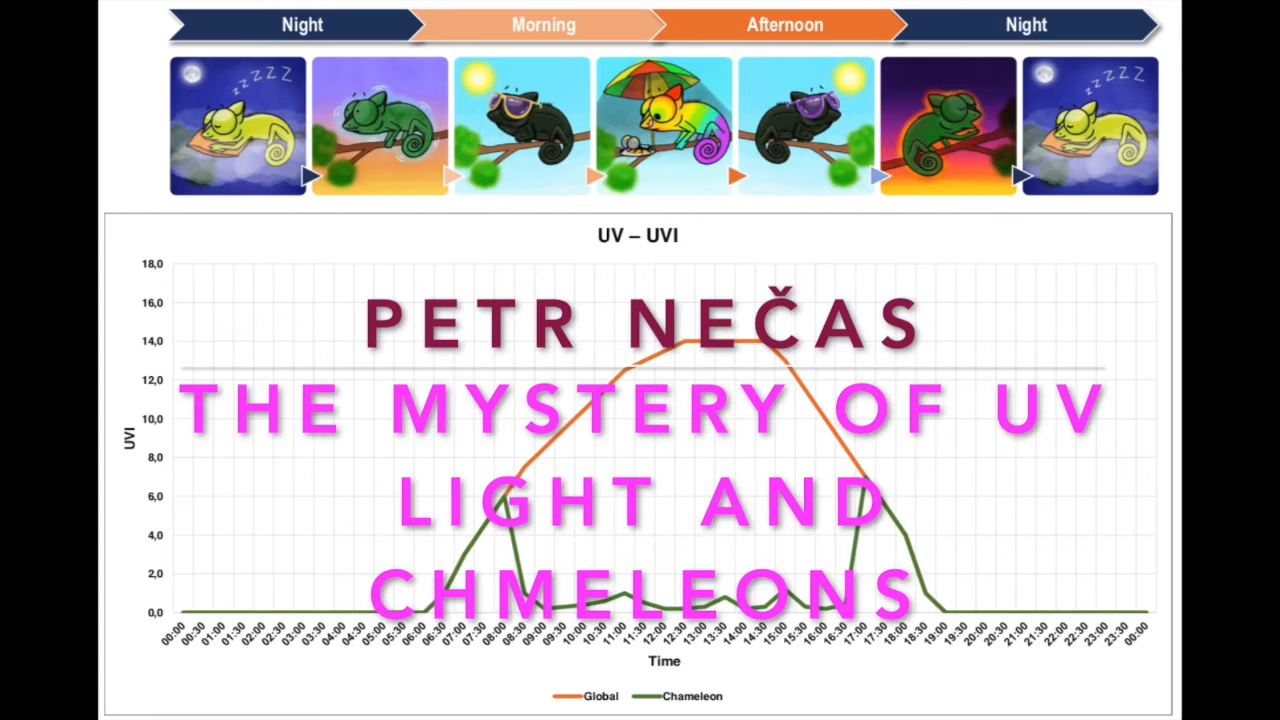 Night Morning Afternoon Night
z z z z z z z z
UV – UVI
18,0
16,0
PETR NEČAS
14,0
12,0
THE MYSTERY OF UV
10,0
UVI
8,0
6,0
LIGHT AND
4,0
2,0
CHMELEONS
0,0
00:00 00:30 01:00 01:30 02:00 02:30 03:00 03:30 04:00 04:30 05:00 05:30 06:00 06:30 07:00 07:30 08:00 08:30 09:00 09:30 10:00 10:30 11:00 11:30 12:00 12:30 13:00 13:30 14:00 14:30 15:00 15:30 16:00 16:30 17:00 17:30 18:00 18:30 19:00 19:30 20:00 20:30 21:00 21:30 22:00 22:30 23:00 23:30 00:00
Time
Global Chameleon